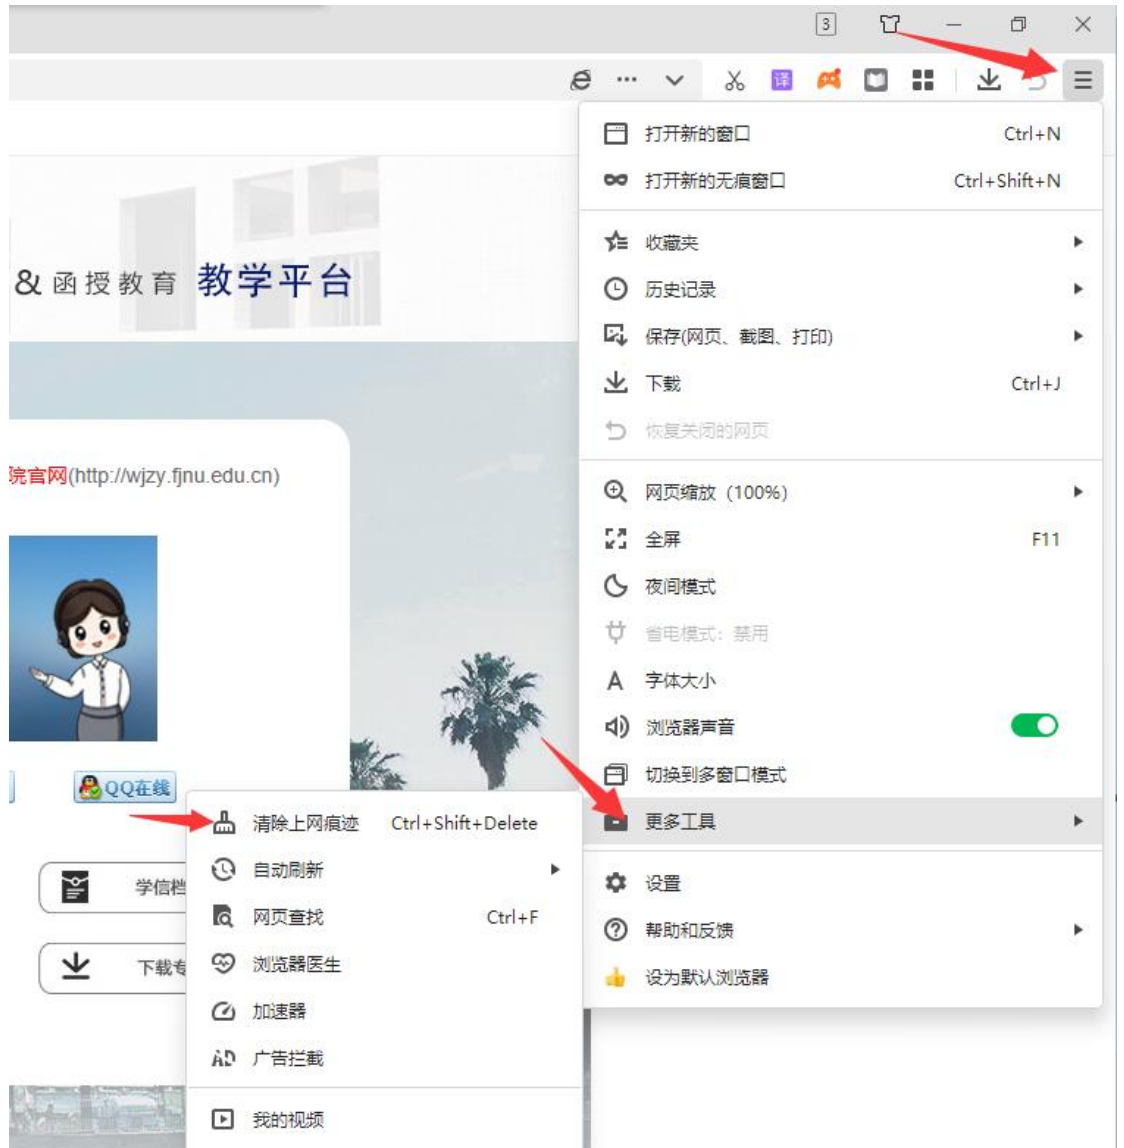 3
译
打开新的窗口 Ctrl+N
打开新的无痕窗口 Ctrl+Shift+N
收藏夹
历史记录
保存(网页、截图、打印)
下载 Ctrl+J
恢复关闭的网页
网页缩放 (100%)
全屏 F11
夜间模式
省电模式: 禁用
A 字体大小
浏览器声音
切换到多窗口模式
更多工具
设置
帮助和反馈
设为默认浏览器
& 函授教育 教学平台
院官网(http://wjzy.fjnu.edu.cn)
QQ在线
学信档
下载专
清除上网痕迹 Ctrl+Shift+Delete
自动刷新
网页查找 Ctrl+F
浏览器医生
加速器
AD 广告拦截
我的视频